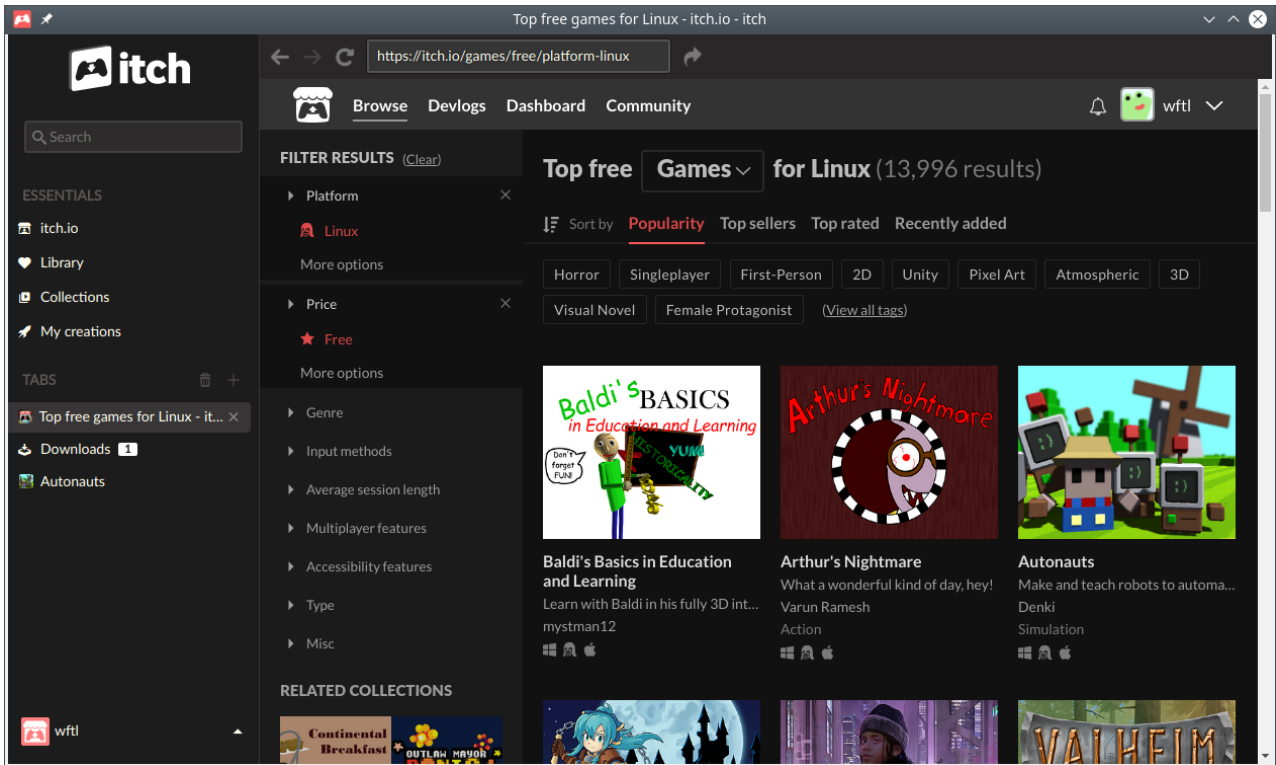 Top free games for Linux - itch.io - itch
itch
Search
ESSENTIALS
itch.io
Library
Collections
My creations
TABS
Top free games for Linux - it...
Downloads 1
Autonauts
wftl
https://itch.io/games/free/platform-linux
Browse Devlogs Dashboard Community
wftl
FILTER RESULTS (Clear)
Platform
Linux
More options
Price
Free
More options
Genre
Input methods
Average session length
Multiplayer features
Accessibility features
Type
Misc
RELATED COLLECTIONS
Continental
Breakfast
OUTLAW MAYOR
Top free Games for Linux (13,996 results)
Sort by Popularity Top sellers Top rated Recently added
Horror Singleplayer First-Person 2D Unity Pixel Art Atmospheric 3D
Visual Novel Female Protagonist (View all tags)
Baldi's BASICS
in Education and Learning
Don't
forget
FUN!
YUM!
HISTORICALITY
Arthur's Nightmare
Baldi's Basics in Education
and Learning
Learn with Baldi in his fully 3D int...
mystman12
Arthur's Nightmare
What a wonderful kind of day, hey!
Varun Ramesh
Action
Autonauts
Make and teach robots to automa...
Denki
Simulation
VALHEIM